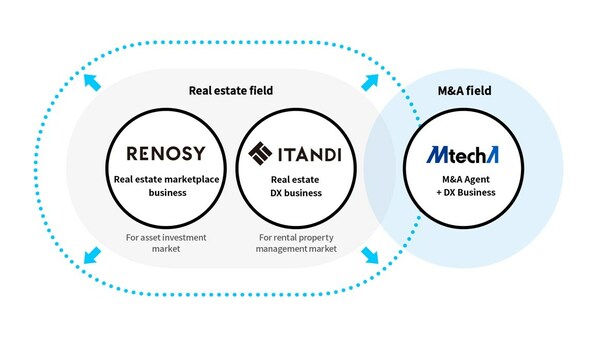 Real estate field
M&A field
RENOSY
ITANDI
MtechA
Real estate marketplace
business
Real estate
DX business
M&A Agent
+ DX Business
For asset investment
market
For rental property
management market